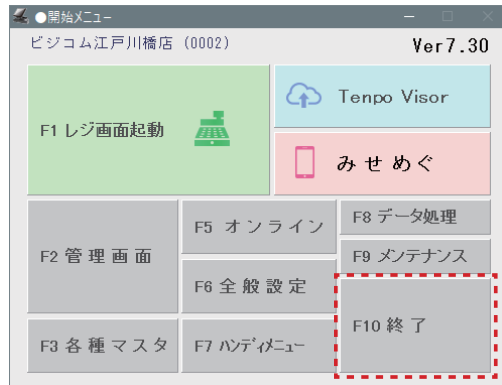 ●開始メニュー
ビジコム江戸川橋店 (0002)
Ver7.30
F1 レジ画面起動
Tenpo Visor
みせめぐ
F2 管理画面
F5 オンライン
F8 データ処理
F9 メンテナンス
F6 全般設定
F10 終了
F3 各種マスタ
F7 ハンディメニュー